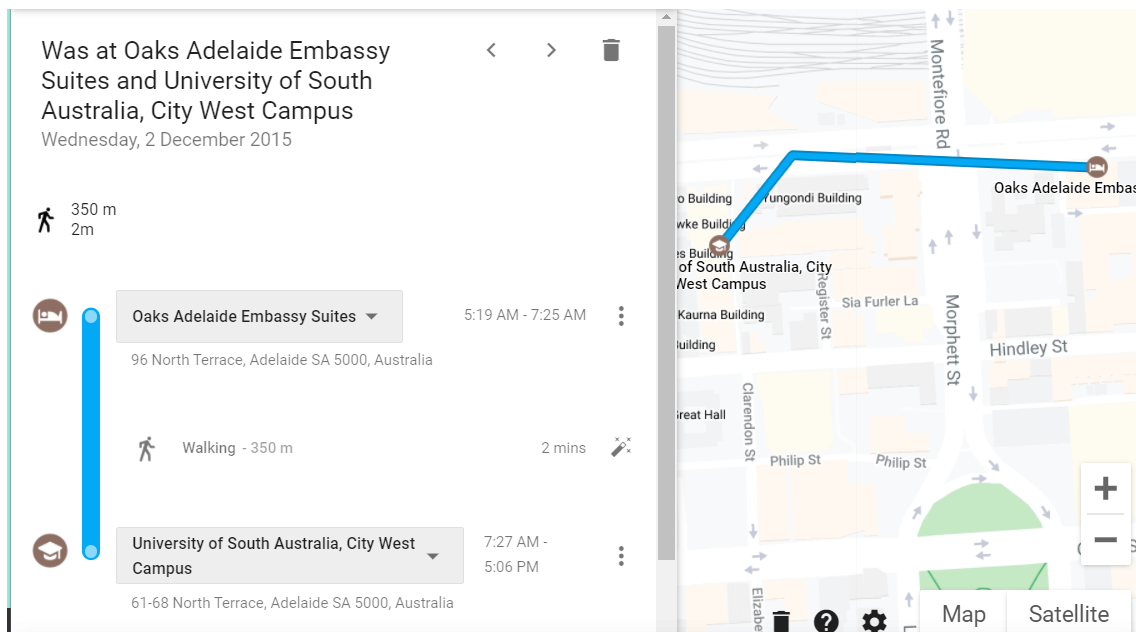 Was at Oaks Adelaide Embassy
Suites and University of South
Australia, City West Campus
Wednesday, 2 December 2015
350 m
2m
Oaks Adelaide Embassy Suites
5:19 AM - 7:25 AM
96 North Terrace, Adelaide SA 5000, Australia
Walking - 350 m
2 mins
University of South Australia, City West
Campus
7:27 AM -
5:06 PM
61-68 North Terrace, Adelaide SA 5000, Australia
Montefiore Rd
Oaks Adelaide Embas
o Building
Yungondi Building
wke Building
es Building
of South Australia, City
West Campus
Register St
Sia Furler La
Kaurna Building
uilding
Morphett St
Hindley St
Clarendon St
Great Hall
Philip St
Philip St
Elizabe
+
−
Map
Satellite